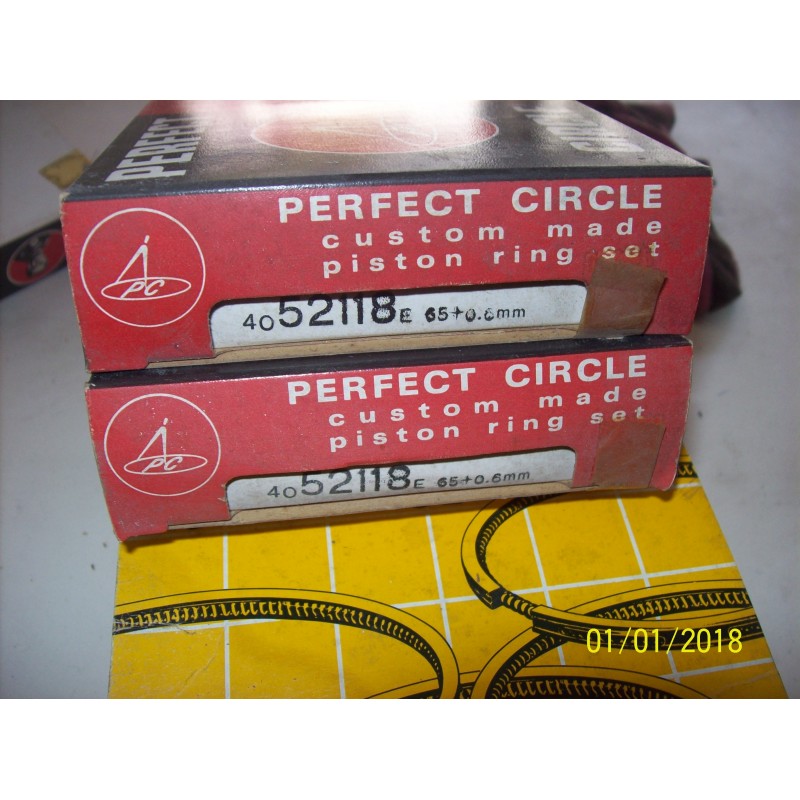 PERFECT
PERFECT CIRCLE
custom made
piston ring set
PC
40 52118 E 65+0.6mm
PERFECT CIRCLE
custom made
piston ring set
PC
40 52118 E 65+0.6mm
01/01/2018